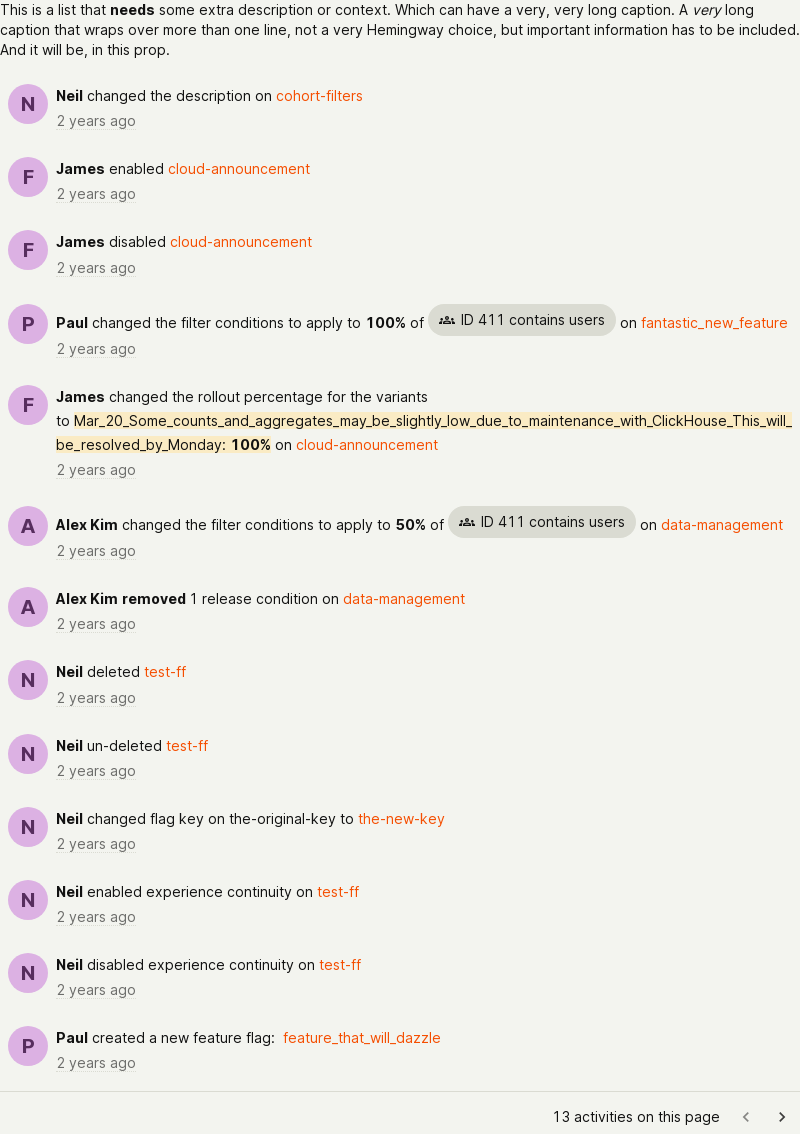 This is a list that needs some extra description or context. Which can have a very, very long caption. A very long
caption that wraps over more than one line, not a very Hemingway choice, but important information has to be included.
And it will be, in this prop.
N
Neil changed the description on cohort-filters
2 years ago
F
James enabled cloud-announcement
2 years ago
F
James disabled cloud-announcement
2 years ago
P
Paul changed the filter conditions to apply to 100% of ID 411 contains users on fantastic_new_feature
2 years ago
F
James changed the rollout percentage for the variants
to Mar_20_Some_counts_and_aggregates_may_be_slightly_low_due_to_maintenance_with_ClickHouse_This_will_
be_resolved_by_Monday: 100% on cloud-announcement
2 years ago
A
Alex Kim changed the filter conditions to apply to 50% of ID 411 contains users on data-management
2 years ago
A
Alex Kim removed 1 release condition on data-management
2 years ago
N
Neil deleted test-ff
2 years ago
N
Neil un-deleted test-ff
2 years ago
N
Neil changed flag key on the-original-key to the-new-key
2 years ago
N
Neil enabled experience continuity on test-ff
2 years ago
N
Neil disabled experience continuity on test-ff
2 years ago
P
Paul created a new feature flag: feature_that_will_dazzle
2 years ago
13 activities on this page